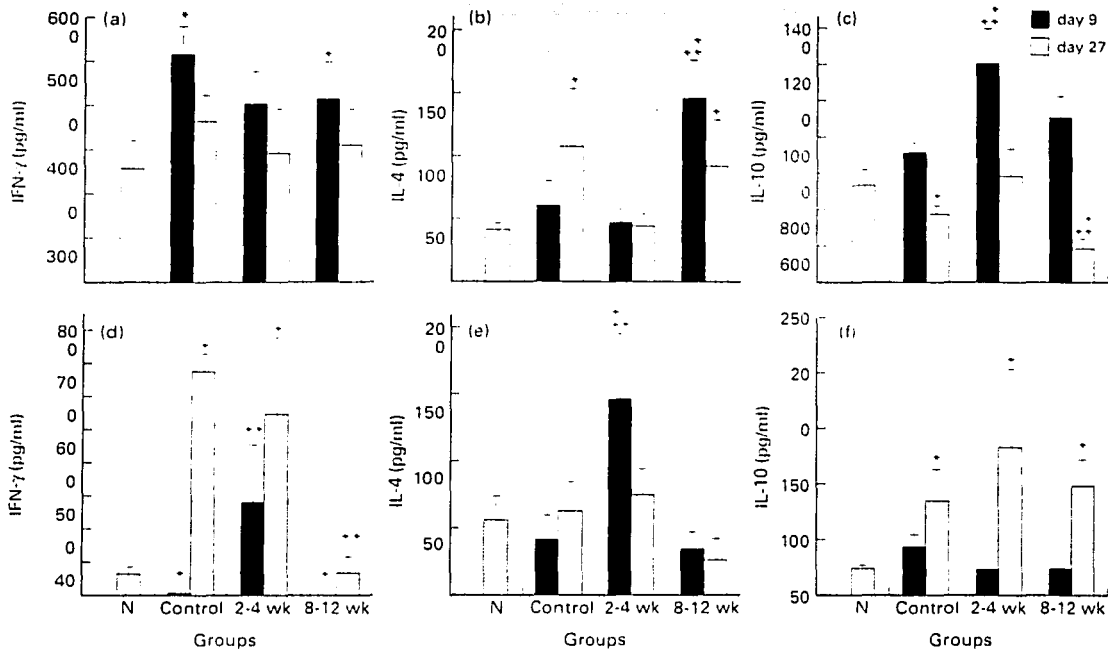 (a)
600
0
500
0
400
0
300
IFN-γ (pg/ml)
(b)
20
0
150
100
50
IL-4 (pg/ml)
(c)
140
0
120
0
100
0
800
600
IL-10 (pg/ml)
day 9
day 27
(d)
80
0
70
0
60
0
50
0
40
IFN-γ (pg/ml)
N Control 2-4 wk 8-12 wk
Groups
(e)
20
0
150
100
50
IL-4 (pg/ml)
N Control 2-4 wk 8-12 wk
Groups
(f)
250
20
0
150
100
50
IL-10 (pg/ml)
N Control 2-4 wk 8-12 wk
Groups